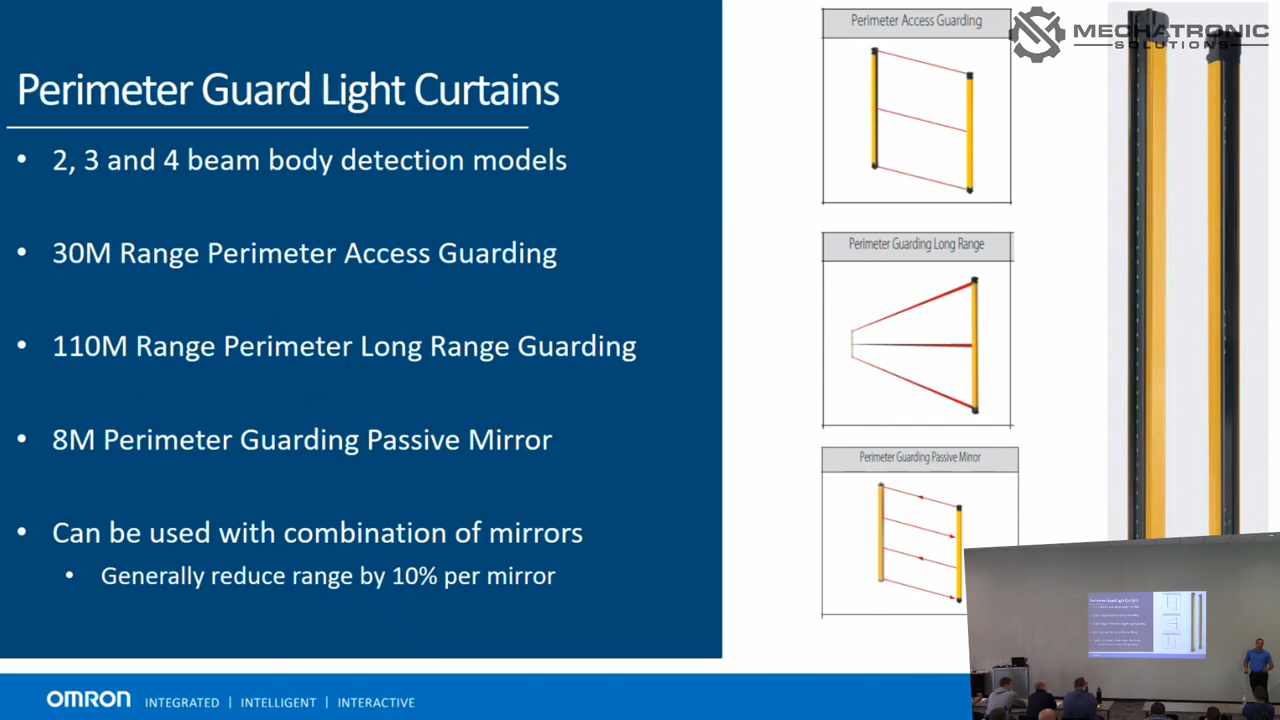 Perimeter Guard Light Curtains
• 2, 3 and 4 beam body detection models
• 30M Range Perimeter Access Guarding
• 110M Range Perimeter Long Range Guarding
• 8M Perimeter Guarding Passive Mirror
• Can be used with combination of mirrors
• Generally reduce range by 10% per mirror
Perimeter Access Guarding
Perimeter Guarding Long Range
Perimeter Guarding Passive Mirror
MECHATRONIC
SOLUTIONS
OMRON INTEGRATED | INTELLIGENT | INTERACTIVE